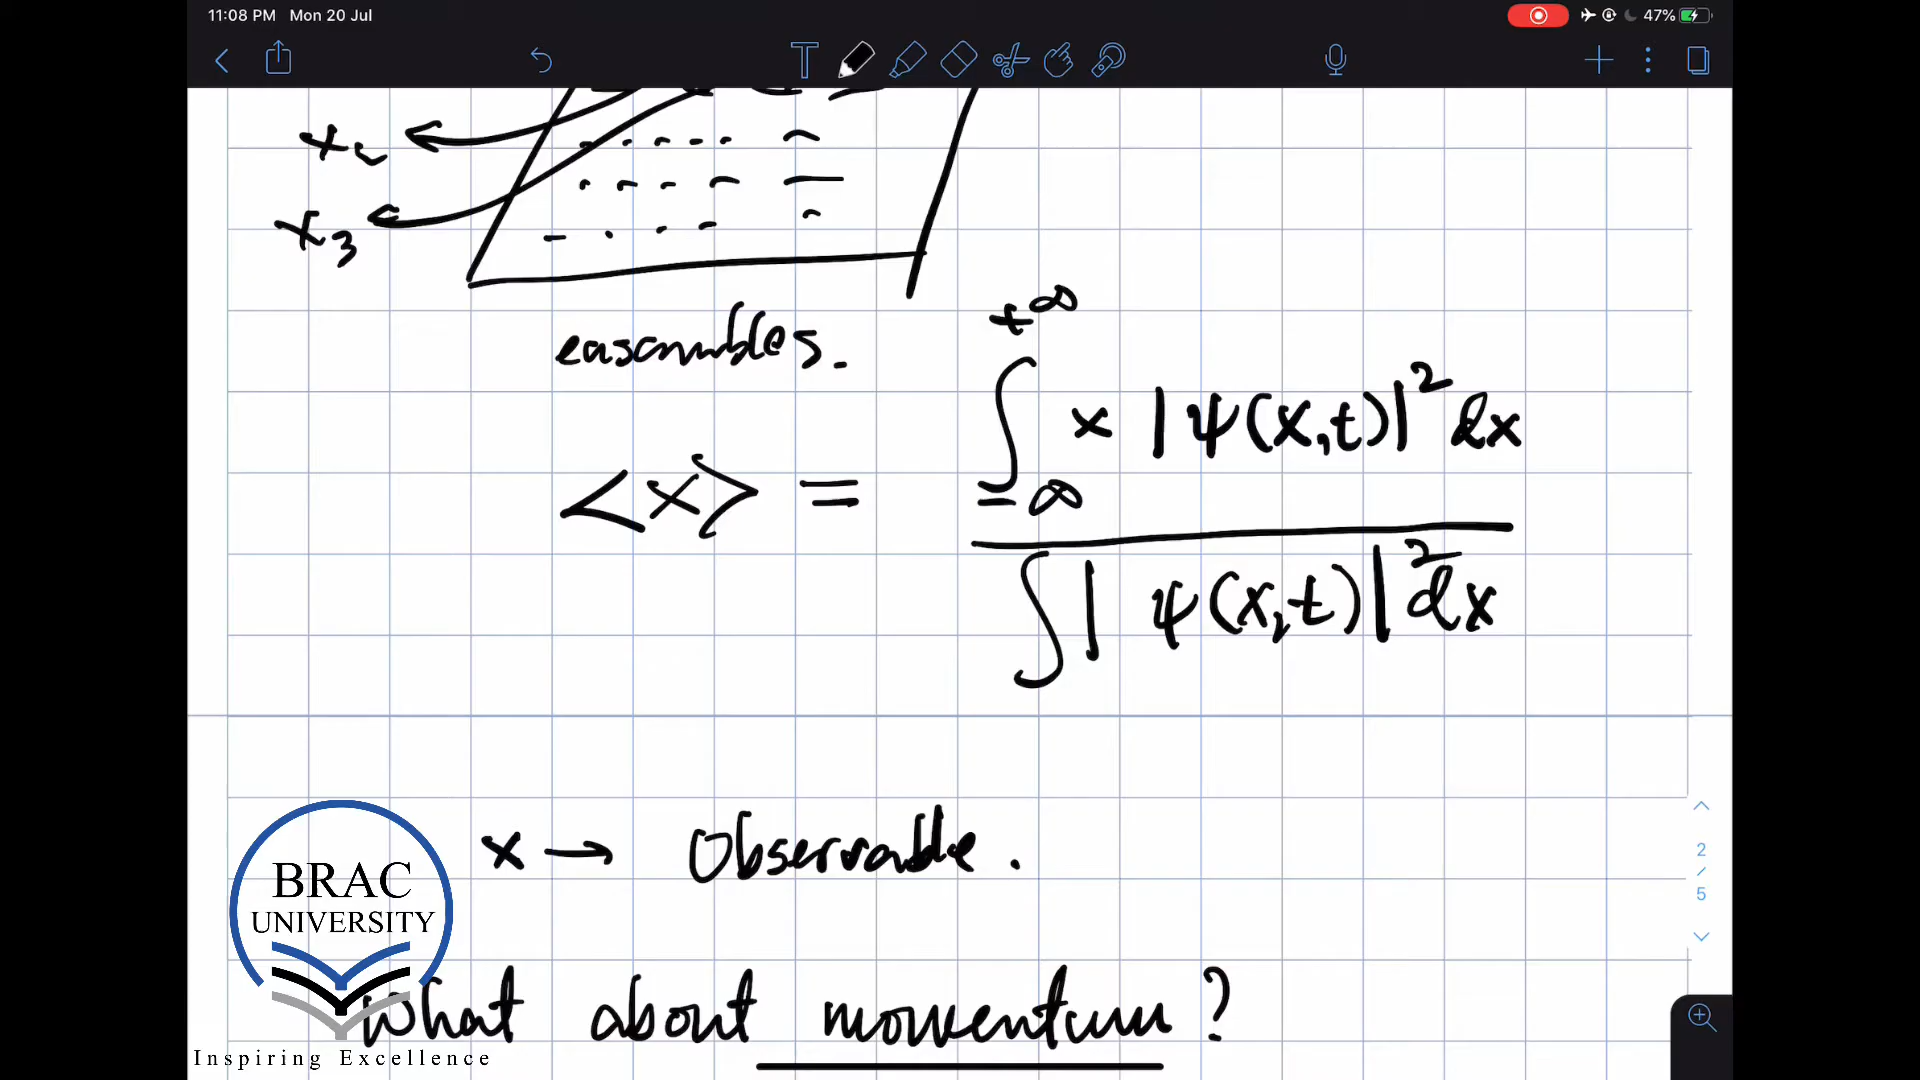 11:08 PM Mon 20 Jul
47%
T
x₂
x₃
+∞
∫ x |ψ(x,t)|² dx
<x> =
-∞
∫ | ψ(x,t)|² dx
x → Observable.
2
/
5
BRAC
UNIVERSITY
What about momentum?
Inspiring Excellence